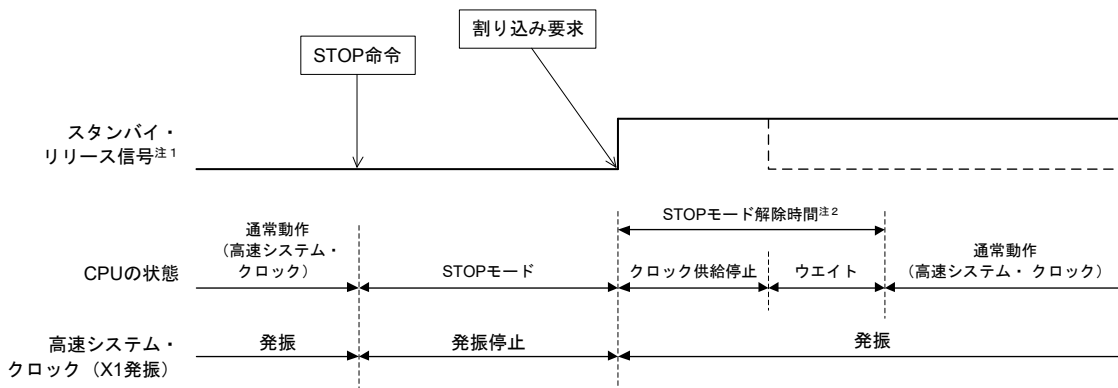 割り込み要求
STOP命令
スタンバイ・
リリース信号注1
STOPモード解除時間注2
通常動作
(高速システム・
クロック)
CPUの状態
STOPモード
クロック供給停止
ウエイト
通常動作
(高速システム・ クロック)
高速システム・
クロック(X1発振)
発振
発振停止
発振